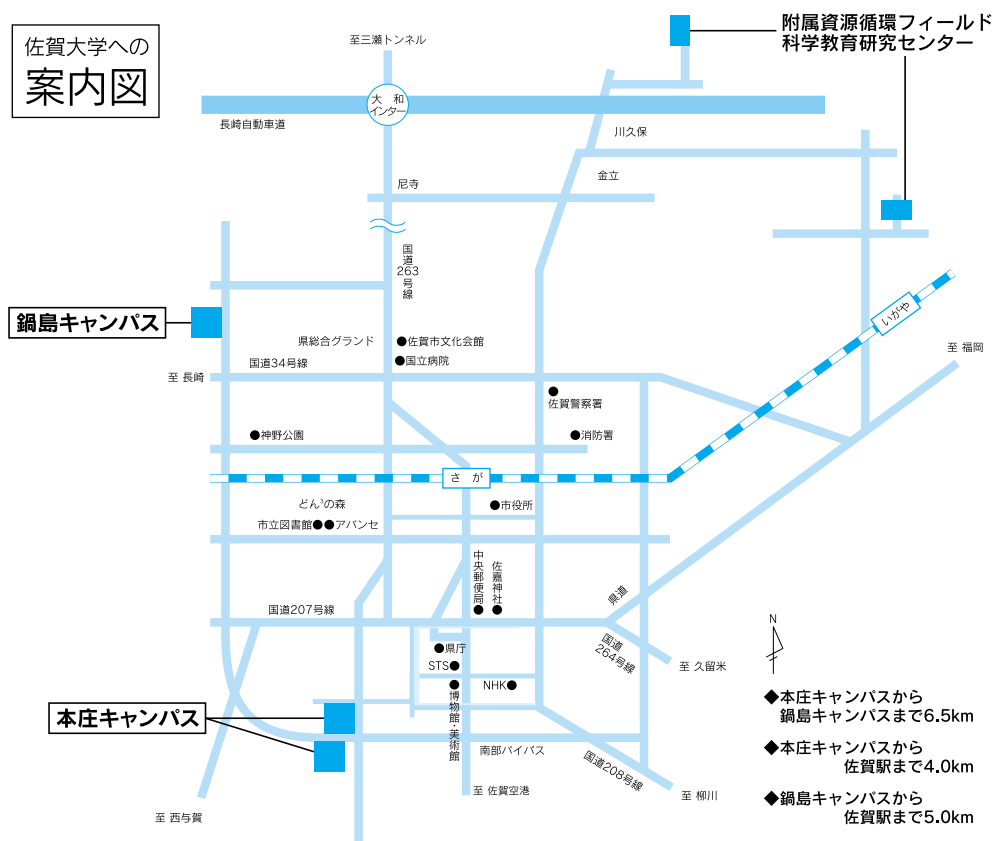 佐賀大学への
案内図
至三瀬トンネル
附属資源循環フィールド
科学教育研究センター
大 和
インター
長崎自動車道
川久保
金立
尼寺
国道263号線
鍋島キャンパス
いがや
県総合グランド
佐賀市文化会館
国立病院
国道34号線
至 長崎
至 福岡
佐賀警察署
神野公園
消防署
さ が
どん³の森
市役所
市立図書館
アバンセ
中央郵便局
佐嘉神社
国道207号線
県道
国道
264号線
至 久留米
県庁
STS
NHK
博物館・美術館
本庄キャンパス
南部バイパス
国道208号線
至 佐賀空港
至 柳川
至 西与賀
N
◆本庄キャンパスから
鍋島キャンパスまで6.5km
◆本庄キャンパスから
佐賀駅まで4.0km
◆鍋島キャンパスから
佐賀駅まで5.0km